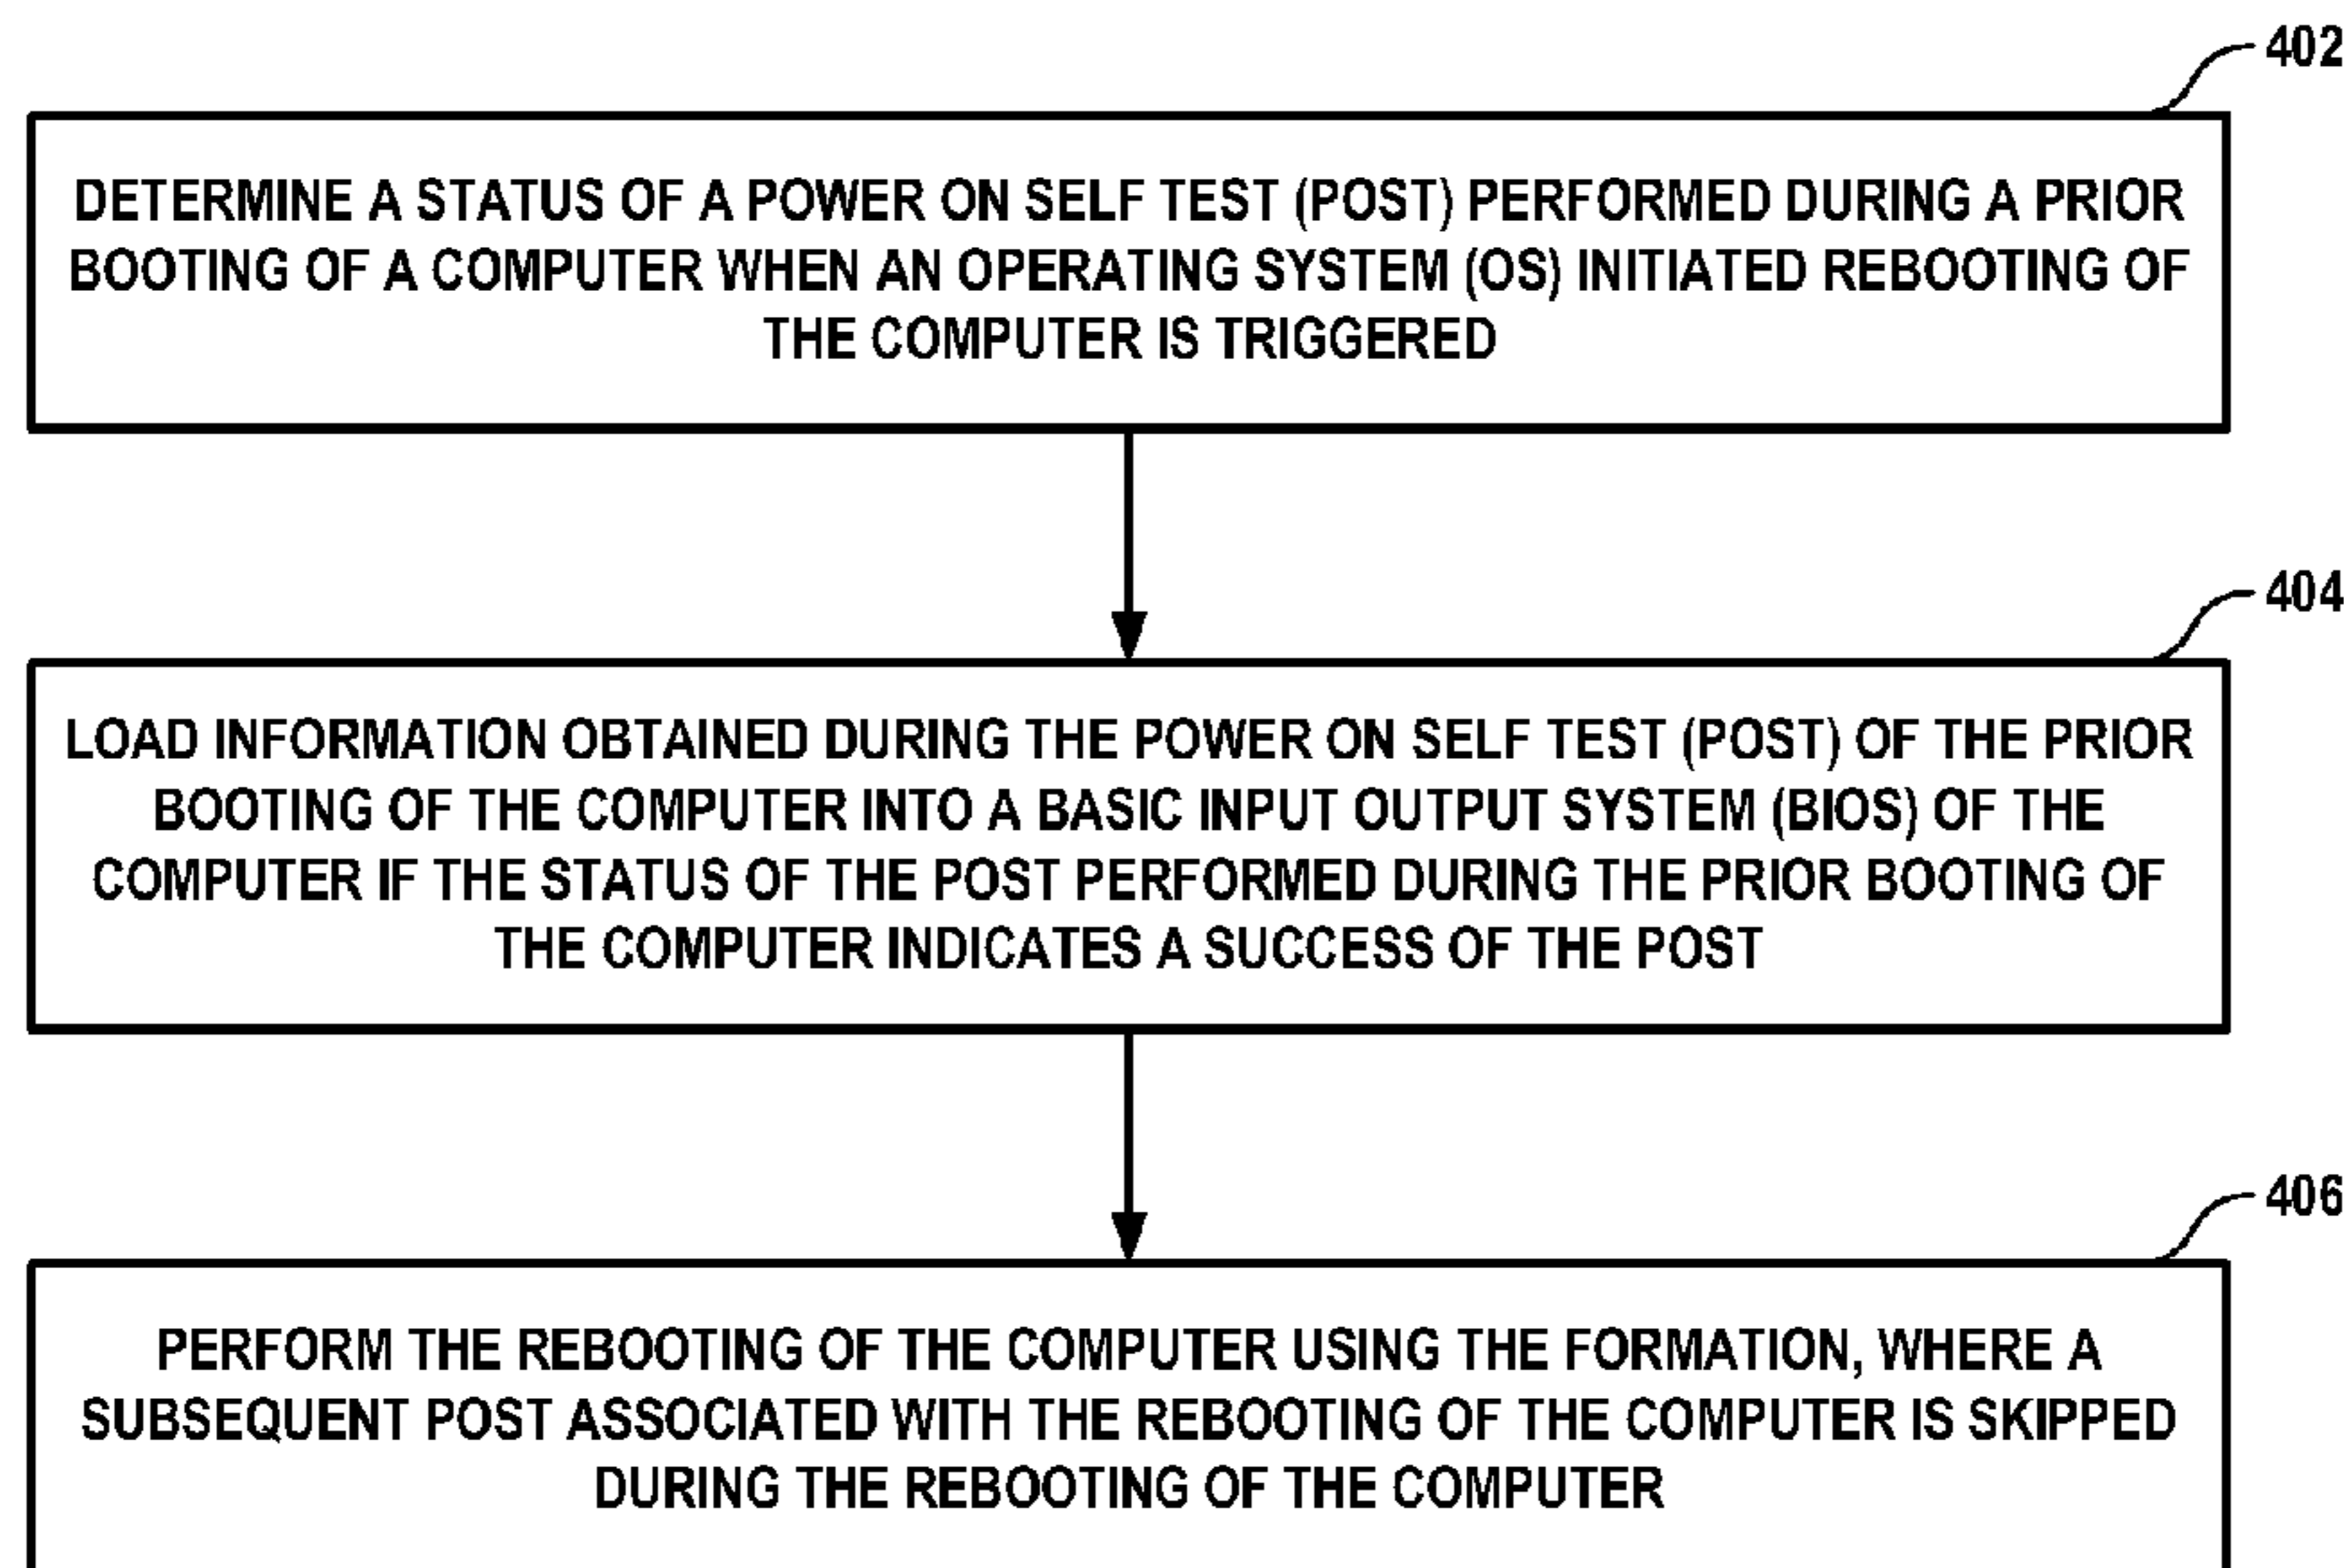 402
DETERMINE A STATUS OF A POWER ON SELF TEST (POST) PERFORMED DURING A PRIOR
BOOTING OF A COMPUTER WHEN AN OPERATING SYSTEM (OS) INITIATED REBOOTING OF
THE COMPUTER IS TRIGGERED
404
LOAD INFORMATION OBTAINED DURING THE POWER ON SELF TEST (POST) OF THE PRIOR
BOOTING OF THE COMPUTER INTO A BASIC INPUT OUTPUT SYSTEM (BIOS) OF THE
COMPUTER IF THE STATUS OF THE POST PERFORMED DURING THE PRIOR BOOTING OF
THE COMPUTER INDICATES A SUCCESS OF THE POST
406
PERFORM THE REBOOTING OF THE COMPUTER USING THE FORMATION, WHERE A
SUBSEQUENT POST ASSOCIATED WITH THE REBOOTING OF THE COMPUTER IS SKIPPED
DURING THE REBOOTING OF THE COMPUTER